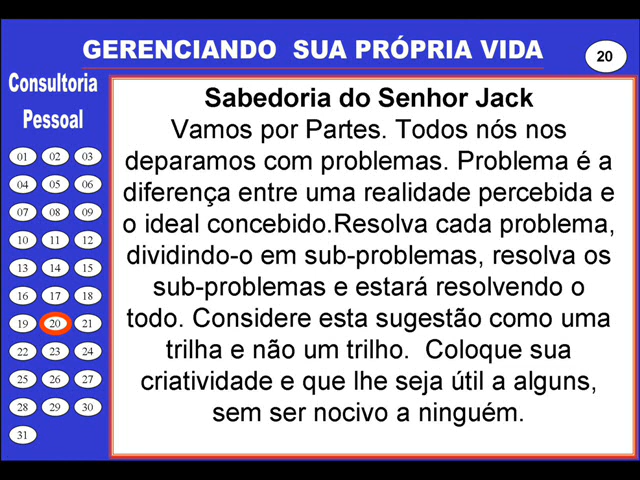 GERENCIANDO SUA PRÓPRIA VIDA
20
Consultoria
Pessoal
01 02 03
04 05 06
07 08 09
10 11 12
13 14 15
16 17 18
19 20 21
22 23 24
25 26 27
28 29 30
31
Sabedoria do Senhor Jack
Vamos por Partes. Todos nós nos
deparamos com problemas. Problema é a
diferença entre uma realidade percebida e
o ideal concebido.Resolva cada problema,
dividindo-o em sub-problemas, resolva os
sub-problemas e estará resolvendo o
todo. Considere esta sugestão como uma
trilha e não um trilho. Coloque sua
criatividade e que lhe seja útil a alguns,
sem ser nocivo a ninguém.